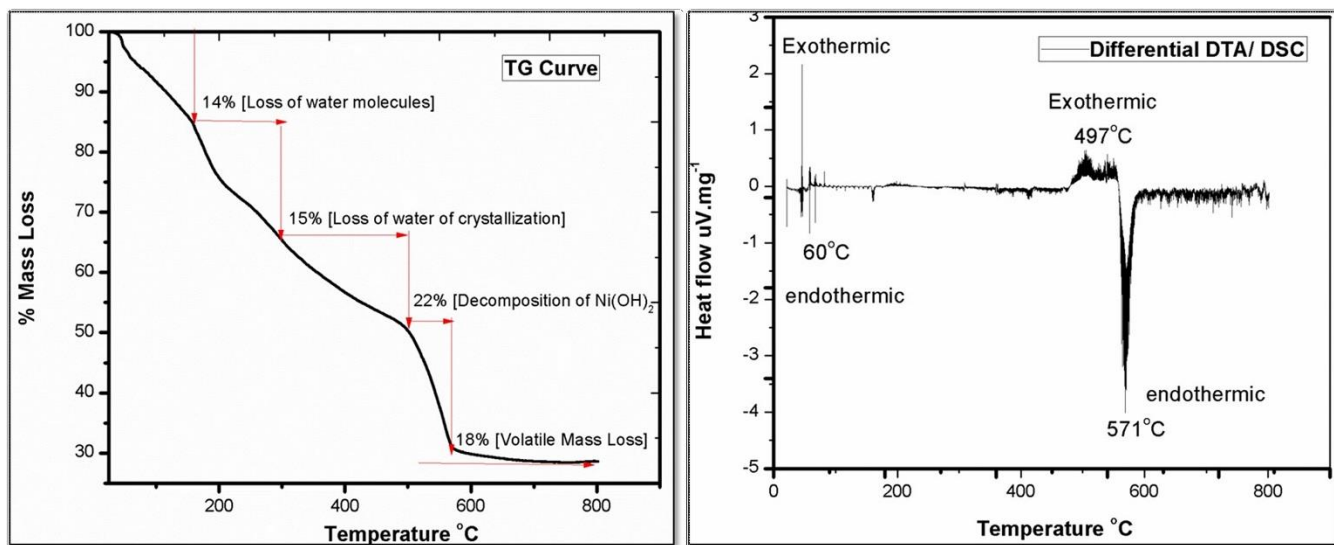 TG Curve
100
90
80
70
60
50
40
30
% Mass Loss
14% [Loss of water molecules]
15% [Loss of water of crystallization]
22% [Decomposition of Ni(OH)2
18% [Volatile Mass Loss]
200
400
600
800
Temperature °C
Differential DTA/ DSC
3
2
1
0
-1
-2
-3
-4
-5
Heat flow uV.mg-1
Exothermic
Exothermic
497°C
60°C
endothermic
endothermic
571°C
0
200
400
600
800
Temperature °C